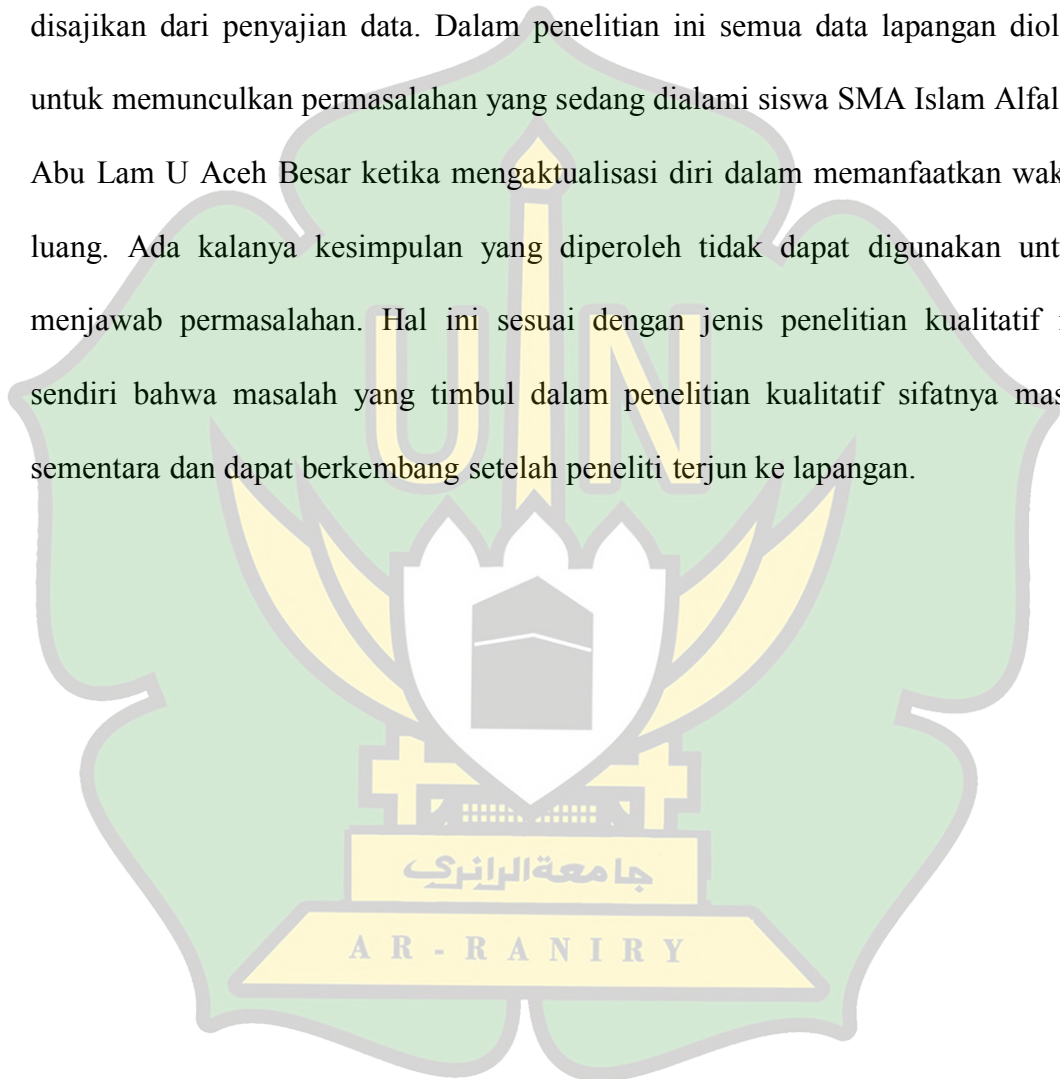 disajikan dari penyajian data. Dalam penelitian ini semua data lapangan diol
untuk memunculkan permasalahan yang sedang dialami siswa SMA Islam Alfal
Abu Lam U Aceh Besar ketika mengaktualisasi diri dalam memanfaatkan wak
luang. Ada kalanya kesimpulan yang diperoleh tidak dapat digunakan unt
menjawab permasalahan. Hal ini sesuai dengan jenis penelitian kualitatif
sendiri bahwa masalah yang timbul dalam penelitian kualitatif sifatnya mas
sementara dan dapat berkembang setelah peneliti terjun ke lapangan.
UIN
جامعة الرانري
AR-RANIRY